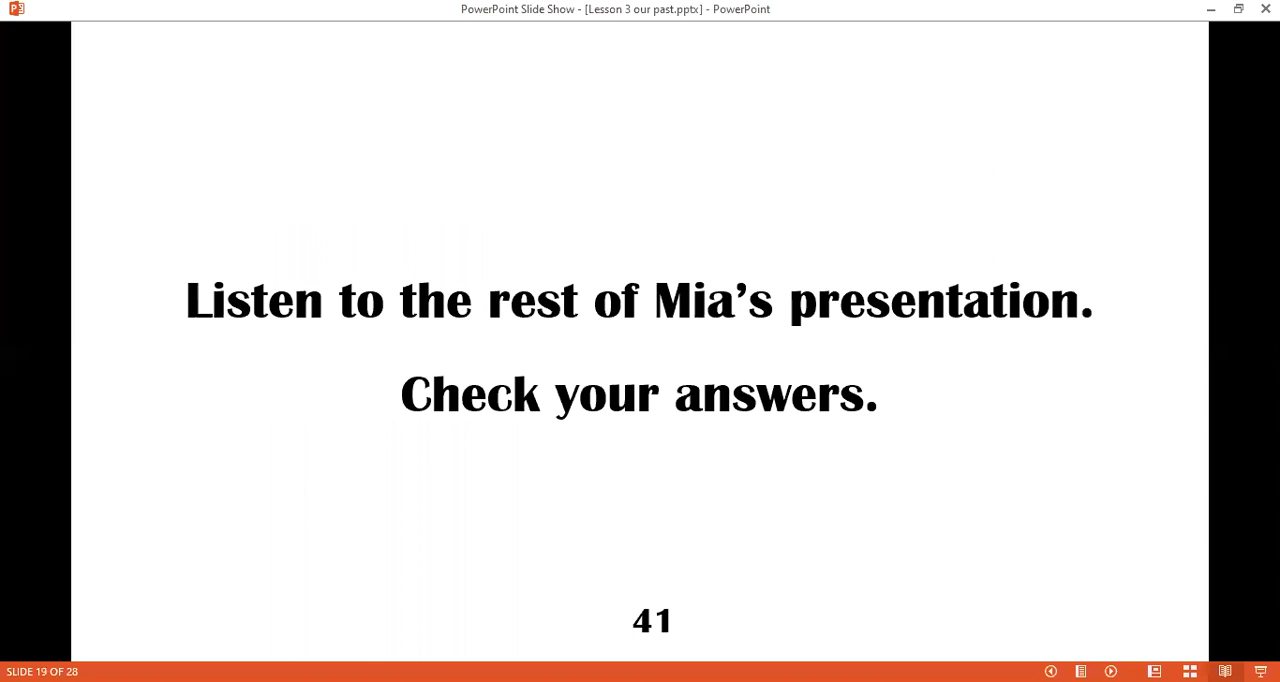 PowerPoint Slide Show - [Lesson 3 our past.pptx] - PowerPoint
Listen to the rest of Mia’s presentation.
Check your answers.
41
SLIDE 19 OF 28